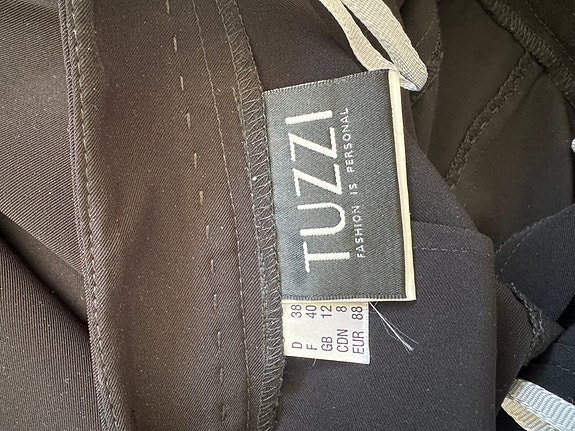 TUZZI
FASHION IS PERSONAL
D 38
F 40
GB 12
CDN 8
EUR 88